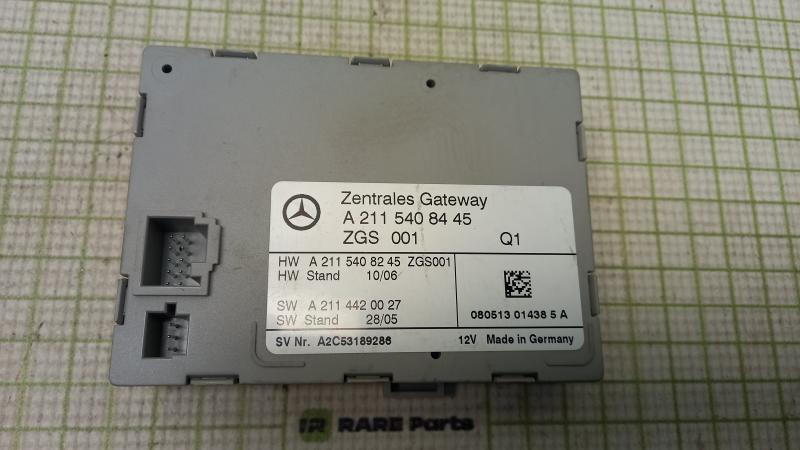 Zentrales Gateway
A 211 540 84 45
ZGS 001 Q1
HW A 211 540 82 45 ZGS001
HW Stand 10/06
SW A 211 442 00 27
SW Stand 28/05
080513 01438 5 A
SV Nr. A2C53189286 12V Made in Germany
RARE Parts